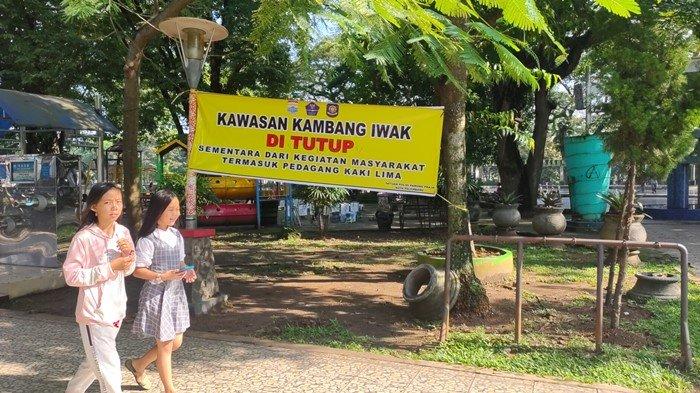 KAWASAN KAMBANG IWAK
DI TUTUP
SEMENTARA DARI KEGIATAN MASYARAKAT
TERMASUK PEDAGANG KAKI LIMA